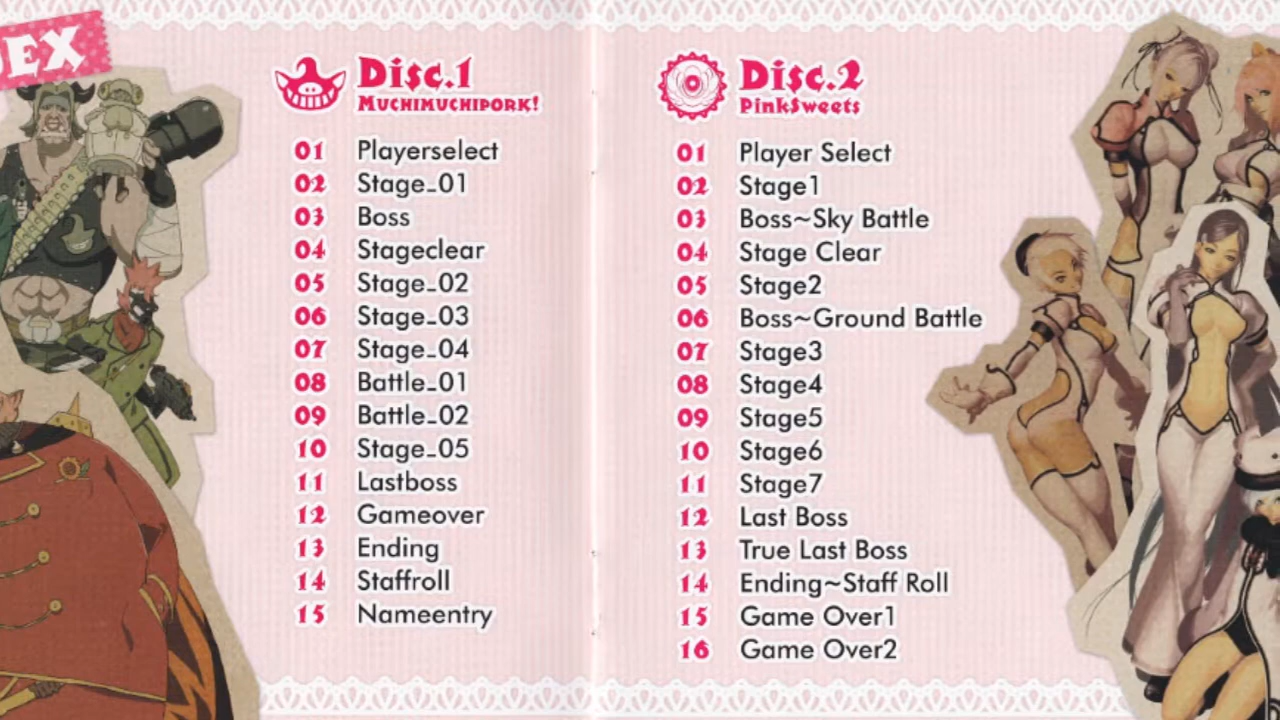 EX
Disc.1
MUCHIMUCHIPORK!
01 Playerselect
02 Stage_01
03 Boss
04 Stageclear
05 Stage_02
06 Stage_03
07 Stage_04
08 Battle_01
09 Battle_02
10 Stage_05
11 Lastboss
12 Gameover
13 Ending
14 Staffroll
15 Nameentry
Disc.2
PinkSweets
01 Player Select
02 Stage1
03 Boss~Sky Battle
04 Stage Clear
05 Stage2
06 Boss~Ground Battle
07 Stage3
08 Stage4
09 Stage5
10 Stage6
11 Stage7
12 Last Boss
13 True Last Boss
14 Ending~Staff Roll
15 Game Over1
16 Game Over2